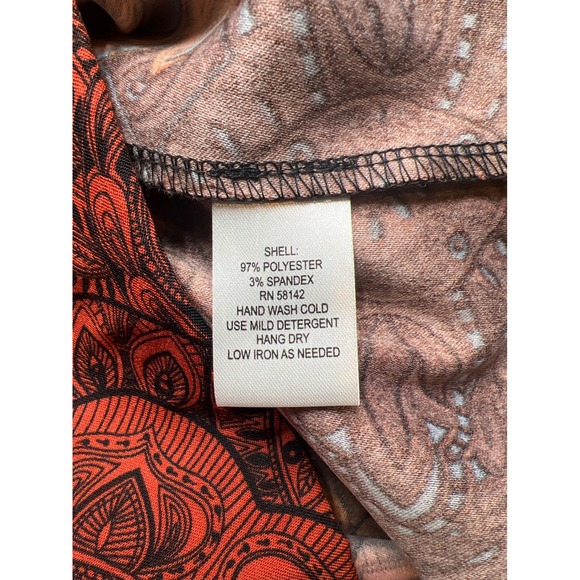 SHELL:
97% POLYESTER
3% SPANDEX
RN 58142
HAND WASH COLD
USE MILD DETERGENT
HANG DRY
LOW IRON AS NEEDED